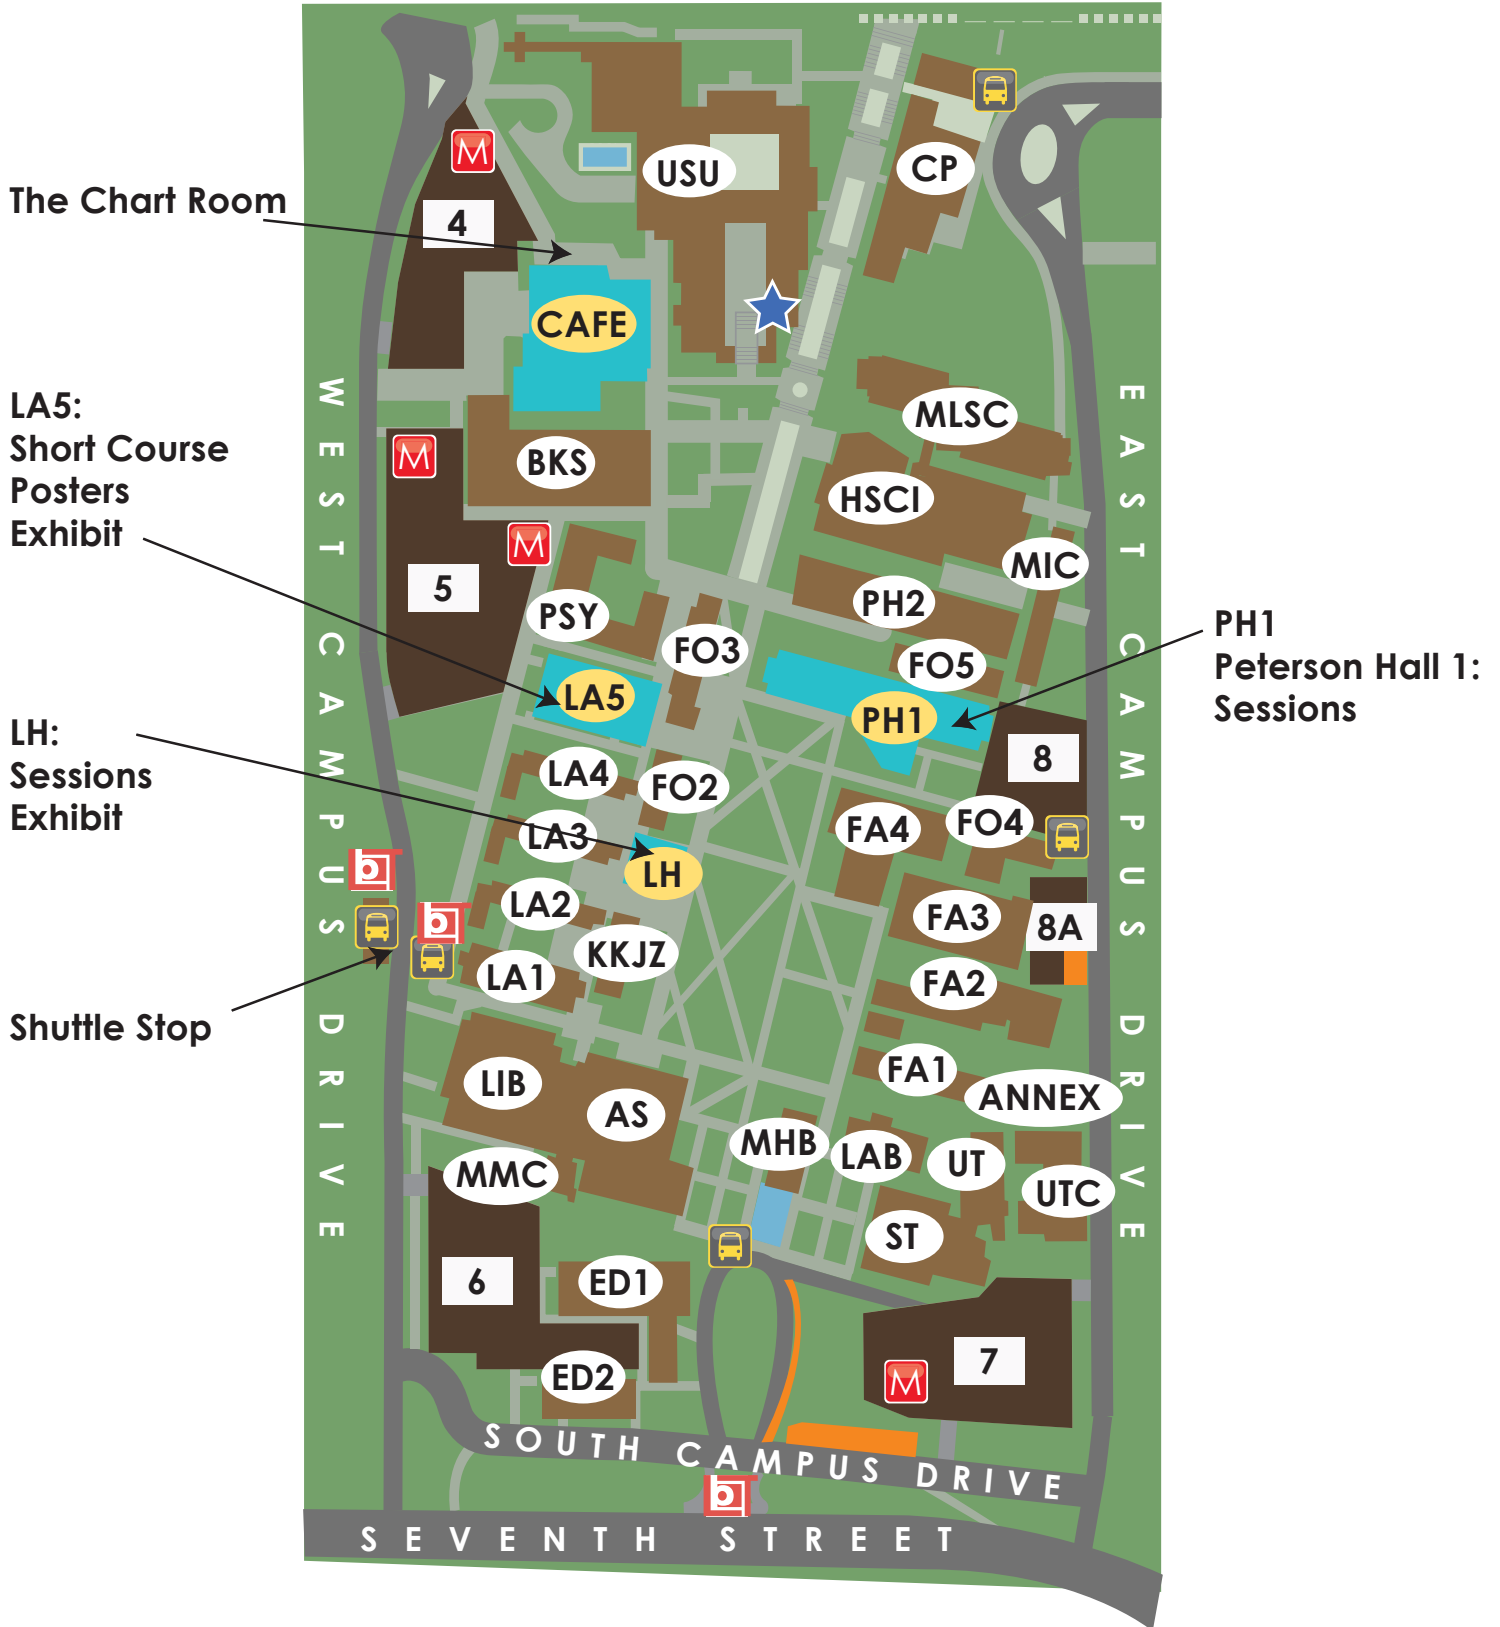 The Chart Room
LA5:
Short Course
Posters
Exhibit
LH:
Sessions
Exhibit
Shuttle Stop
PH1
Peterson Hall 1:
Sessions
WEST CAMPUS DRIVE
EAST CAMPUS DRIVE
SOUTH CAMPUS DRIVE
SEVENTH STREET
M
USU
CP
4
CAFE
MLSC
M
BKS
HSCI
M
MIC
5
PSY
PH2
FO3
FO5
LA5
PH1
8
LA4
FO2
FO4
LA3
FA4
LH
b
LA2
FA3
b
8A
KKJZ
LA1
FA2
FA1
LIB
ANNEX
AS
MHB
LAB
UT
MMC
UTC
ST
6
ED1
7
ED2
M
b